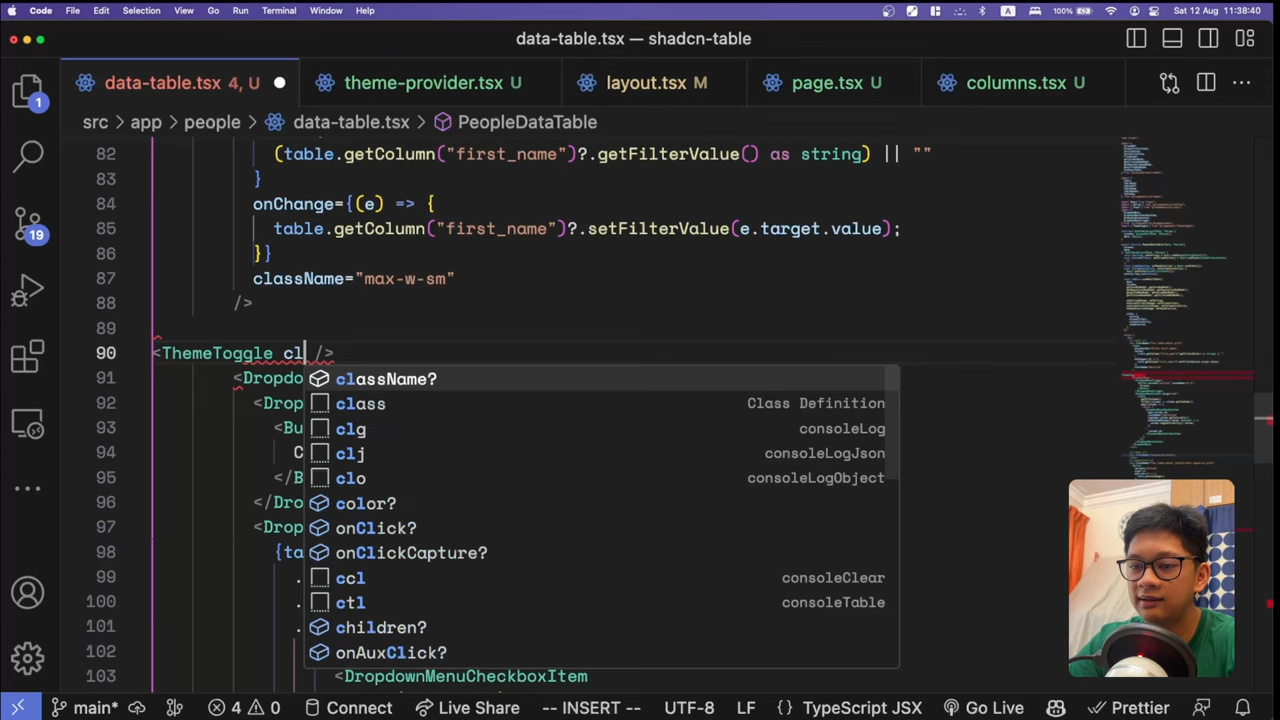 Code File Edit Selection View Go Run Terminal Window Help A 100% Sat 12 Aug 11:38:40
data-table.tsx — shadcn-table
data-table.tsx 4, U theme-provider.tsx U layout.tsx M page.tsx U columns.tsx U
src > app > people > data-table.tsx > PeopleDataTable
82 (table.getColumn("first_name")?.getFilterValue() as string) || ""
83 }
84 onChange={(e) => {
85 table.getColumn("first_name")?.setFilterValue(e.target.value);
86 }}
87 className="max-w-sm"
88 />
89
90 <ThemeToggle cl />
91 <Dropdo className?
92 <Drop class Class Definition
93 <Bu clg consoleLog
94 C clj consoleLogJson
95 </B clo consoleLogObject
96 </Dro color?
97 <Drop onClick?
98 {ta onClickCapture?
99 . ccl consoleClear
100 . ctl consoleTable
101 . children?
102 onAuxClick?
103 <DropdownMenuCheckboxItem
1
19
main* 4 0 Connect Live Share -- INSERT -- UTF-8 LF {} TypeScript JSX Go Live Prettier